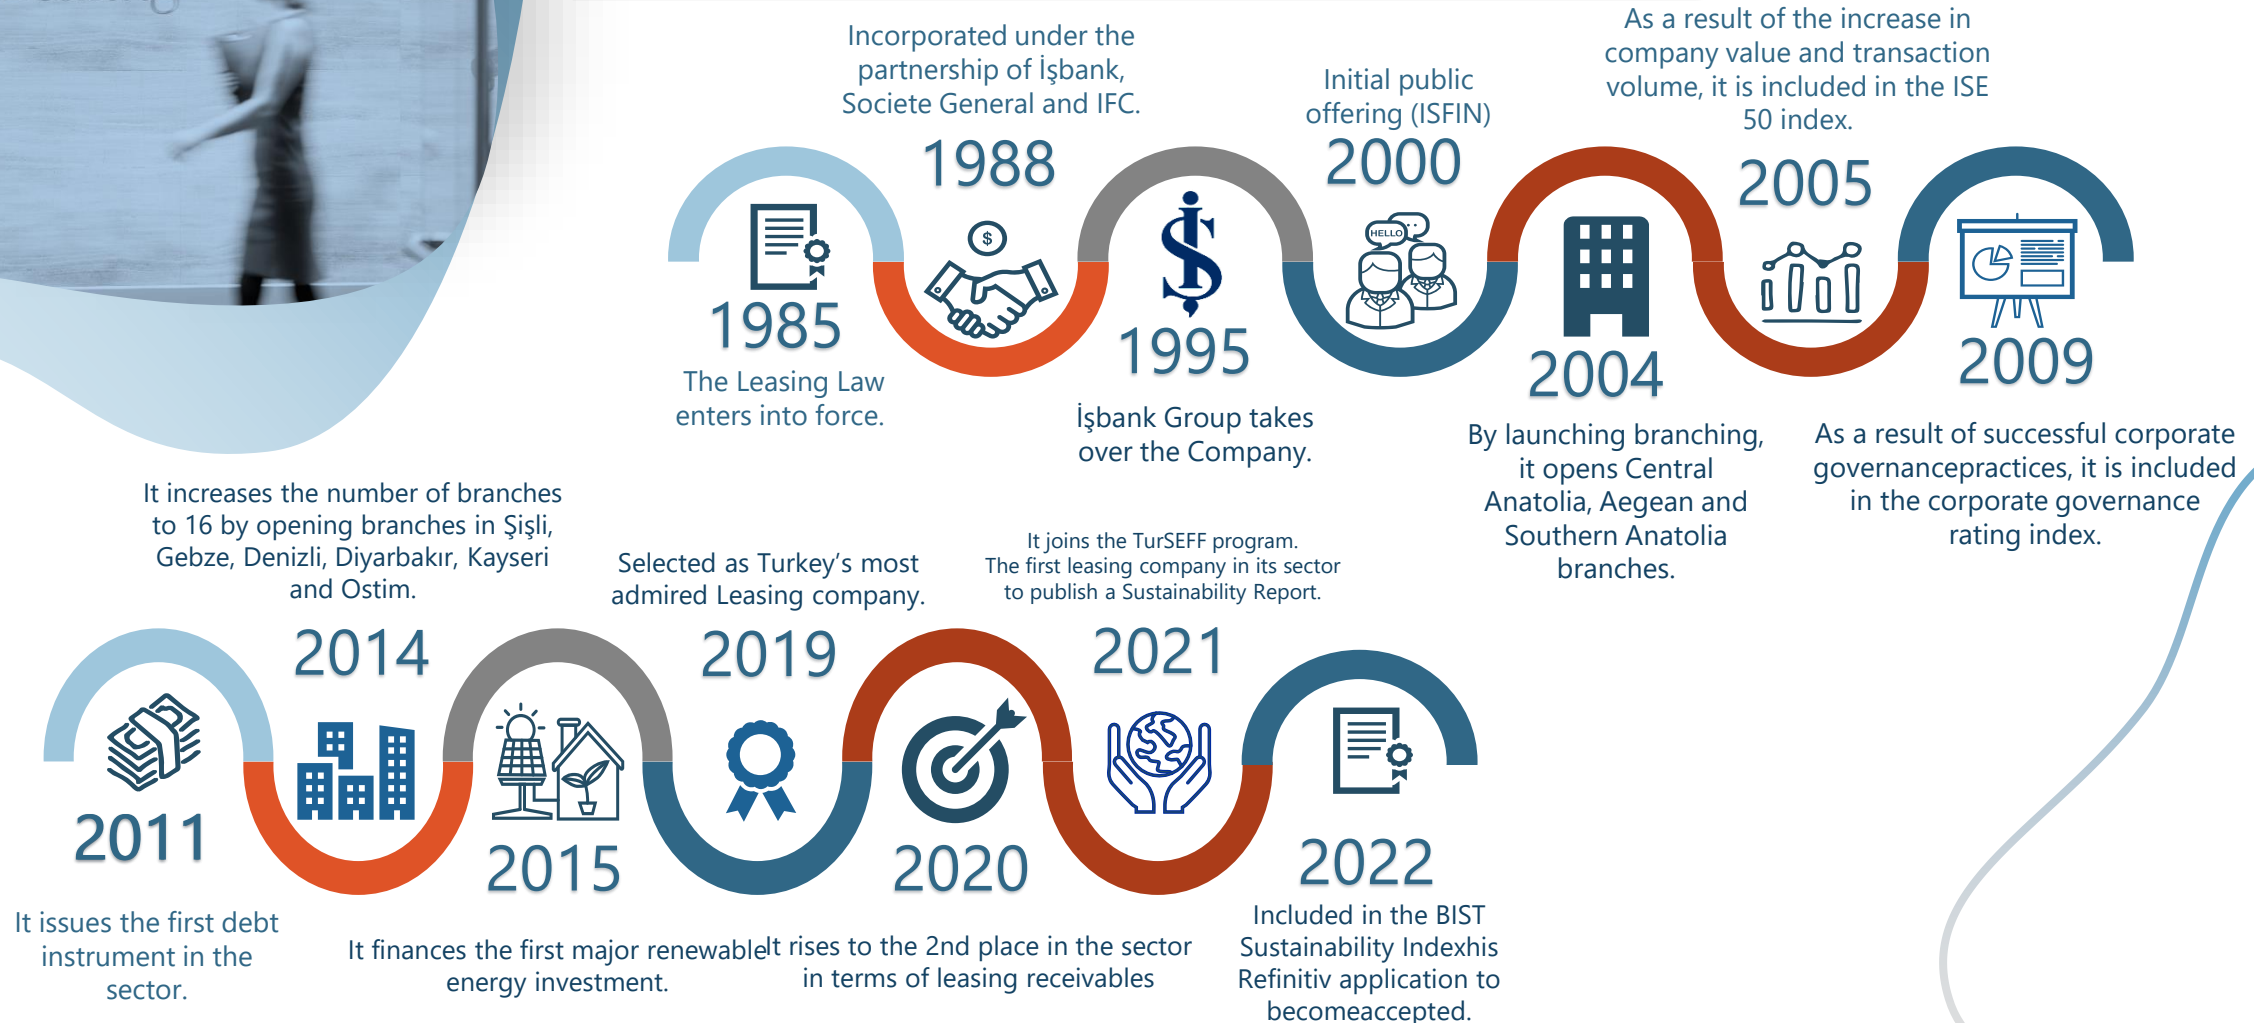 1985
The Leasing Law
enters into force.
Incorporated under the
partnership of İşbank,
Societe General and IFC.
1988
$
1995
İşbank Group takes
over the Company.
Initial public
offering (ISFIN)
2000
HELLO
2004
By launching branching,
it opens Central
Anatolia, Aegean and
Southern Anatolia
branches.
As a result of the increase in
company value and transaction
volume, it is included in the ISE
50 index.
2005
2009
As a result of successful corporate
governancepractices, it is included
in the corporate governance
rating index.
2011
It issues the first debt
instrument in the
sector.
It increases the number of branches
to 16 by opening branches in Şişli,
Gebze, Denizli, Diyarbakır, Kayseri
and Ostim.
2014
2015
It finances the first major renewable
energy investment.
Selected as Turkey’s most
admired Leasing company.
2019
2020
It rises to the 2nd place in the sector
in terms of leasing receivables
It joins the TurSEFF program.
The first leasing company in its sector
to publish a Sustainability Report.
2021
2022
Included in the BIST
Sustainability Indexhis
Refinitiv application to
becomeaccepted.